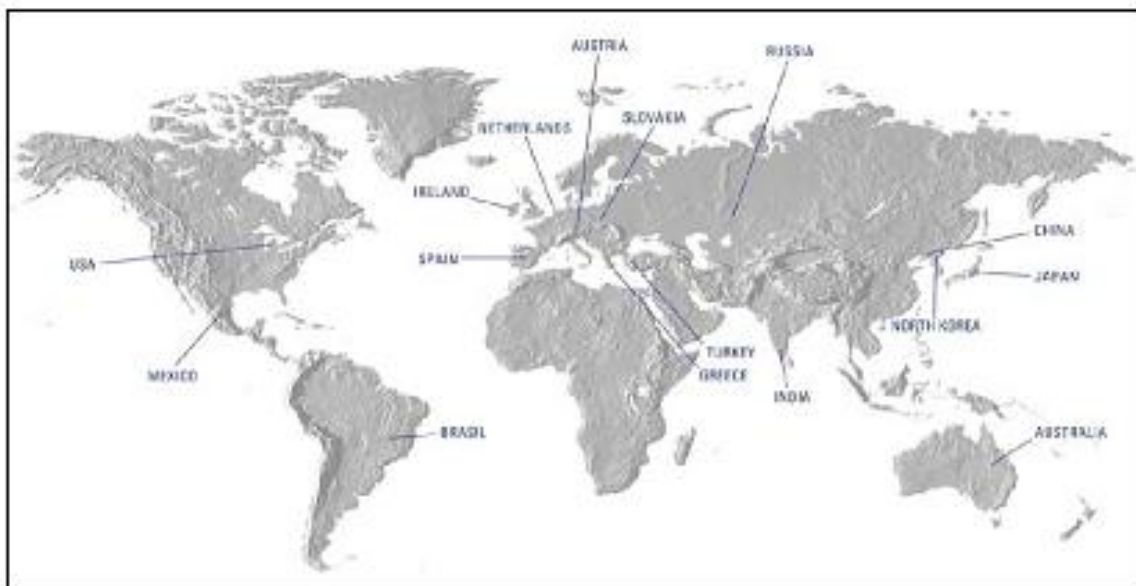 AUSTRIA
RUSSIA
NETHERLANDS
SLOVAKIA
IRELAND
CHINA
USA
SPAIN
JAPAN
NORTH KOREA
TURKEY
MEXICO
GREECE
INDIA
BRASIL
AUSTRALIA